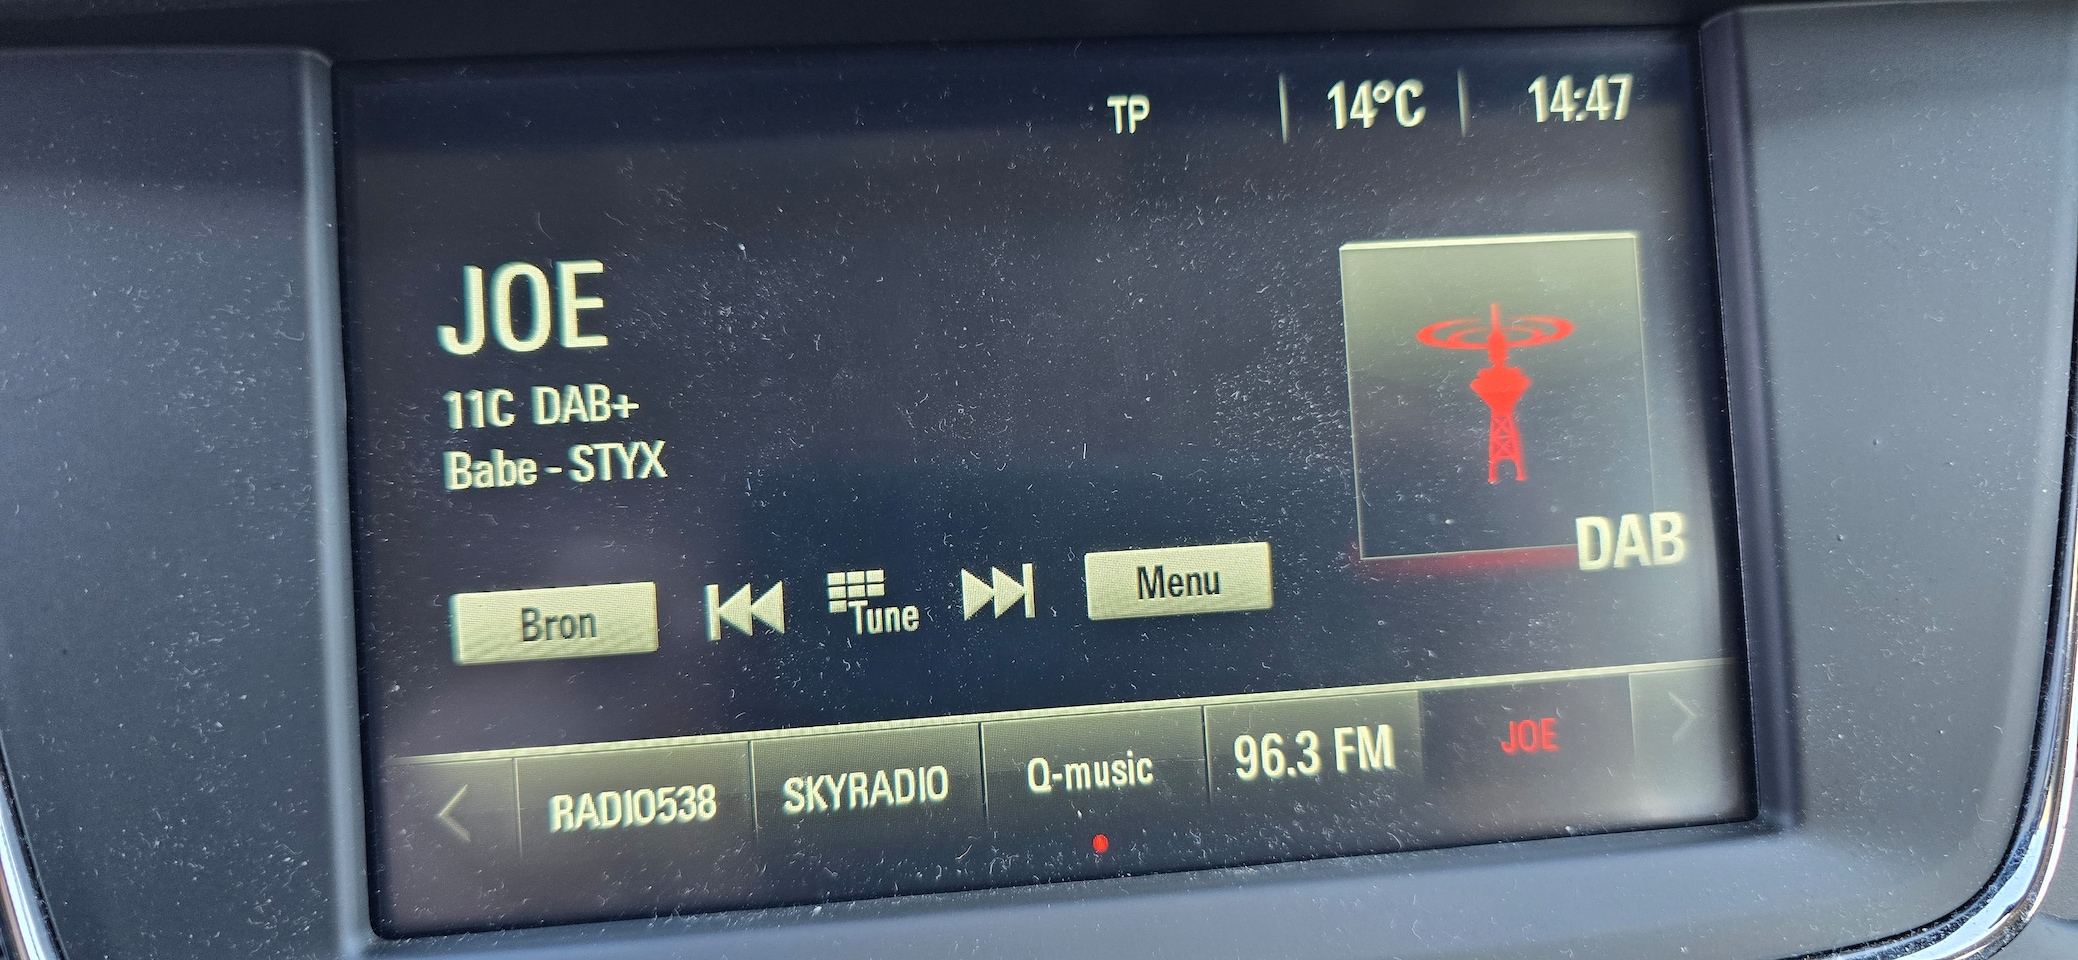 TP 14°C 14:47
JOE
11C DAB+
Babe - STYX
DAB
Bron Tune Menu
RADIO538 SKYRADIO Q-music 96.3 FM JOE